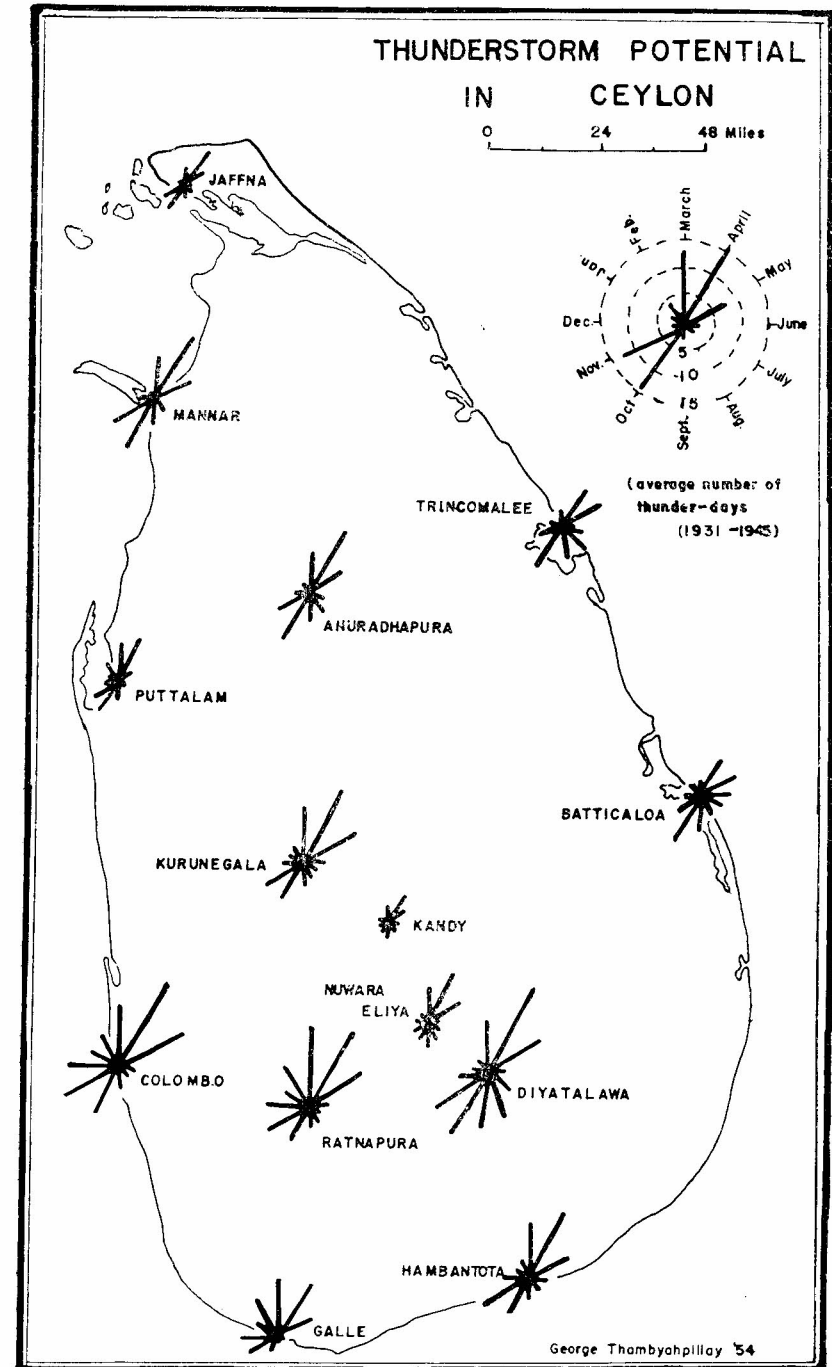 THUNDERSTORM POTENTIAL
IN CEYLON
0 24 48 Miles
JAFFNA
March
April
May
June
July
Aug.
Sept.
Oct
Nov.
Dec.
Jan.
Feb.
5
10
15
(average number of
thunder-days
(1931-1945)
MANNAR
TRINCOMALEE
ANURADHAPURA
PUTTALAM
BATTICALOA
KURUNEGALA
KANDY
NUWARA
ELIYA
COLOMBO
DIYATALAWA
RATNAPURA
HAMBANTOTA
GALLE
George Thambyahpillay '54